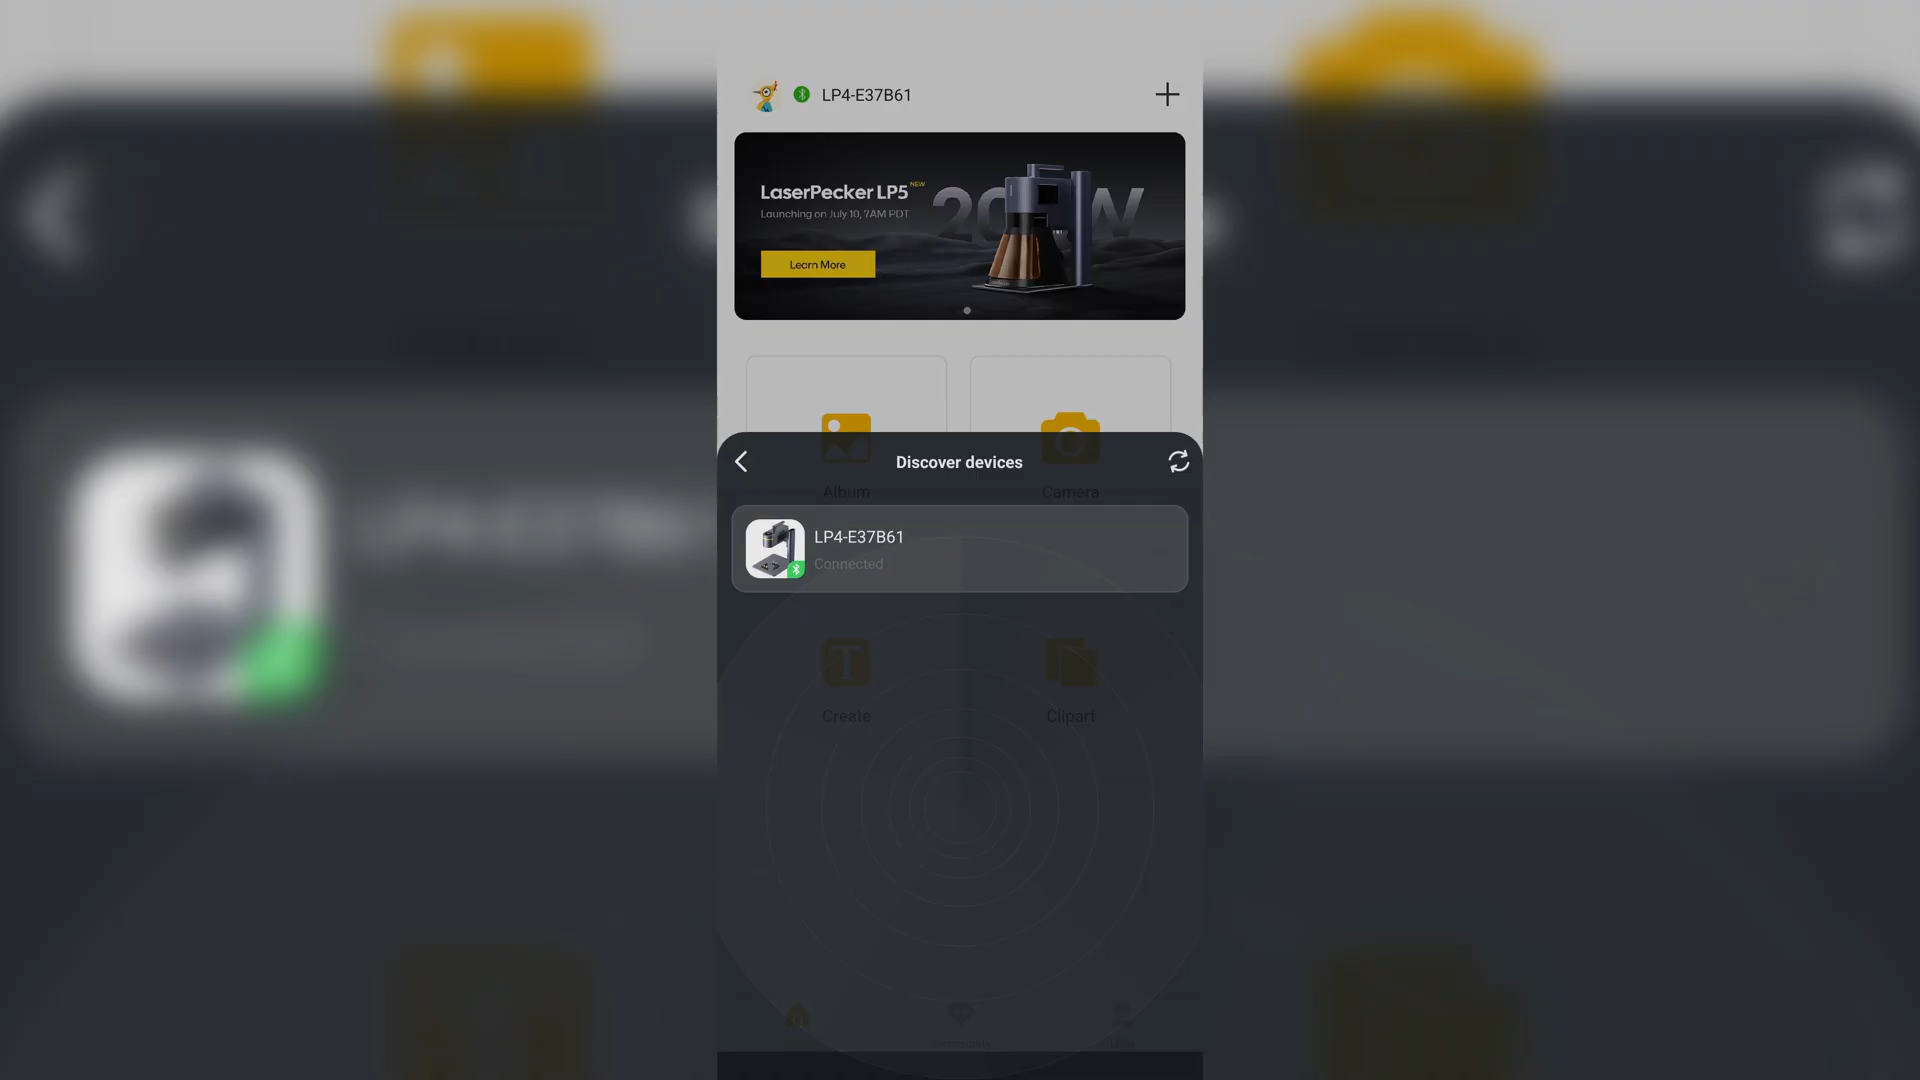 LP4-E37B61
LaserPecker LP5 NEW
Launching on July 10, 7AM PDT
20W
Learn More
Discover devices
Album
Camera
LP4-E37B61
Connected
T
Create
Clipart